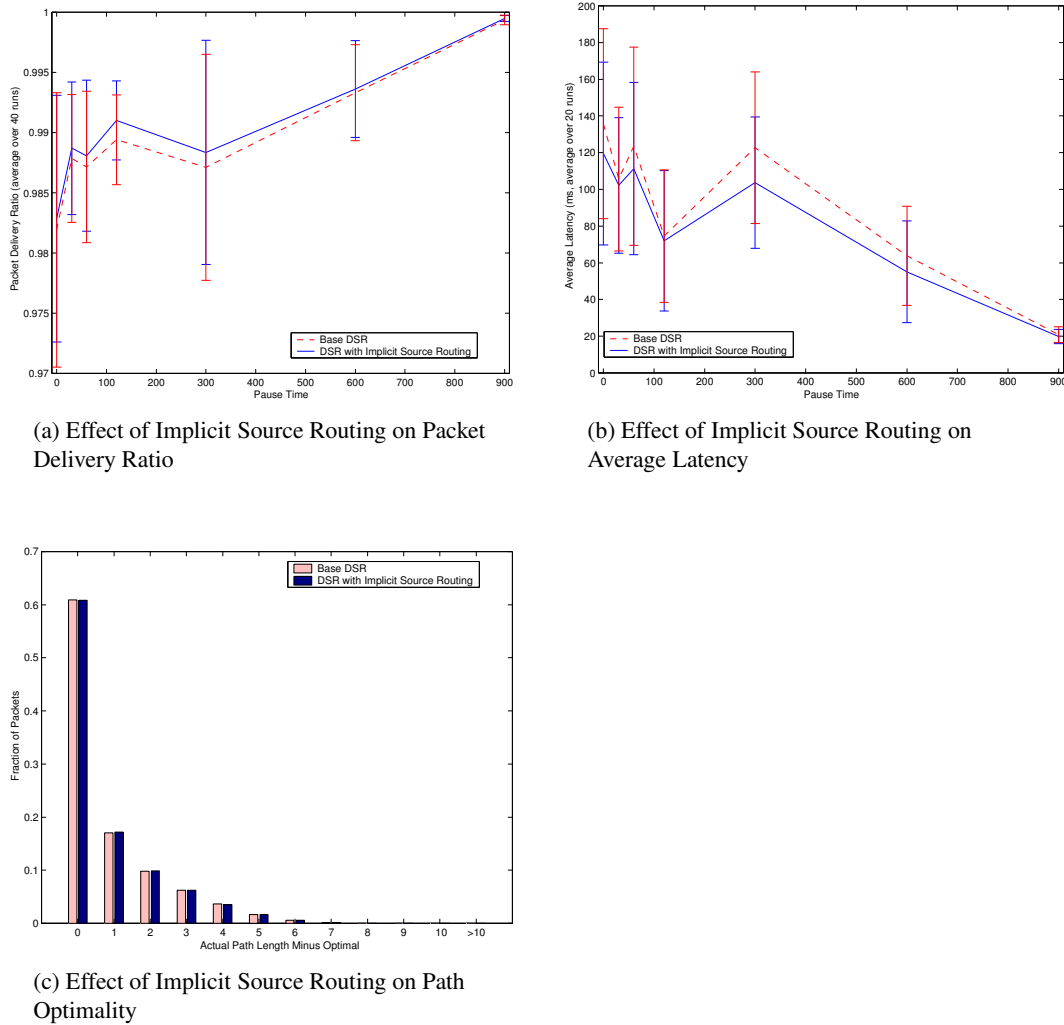 1
0.995
0.99
0.985
0.98
0.975
0.97
Packet Delivery Ratio (average over 40 runs)
0 100 200 300 400 500 600 700 800 900
Pause Time
Base DSR
DSR with Implicit Source Routing
(a) Effect of Implicit Source Routing on Packet
Delivery Ratio
200
180
160
140
120
100
80
60
40
20
0
Average Latency (ms, average over 20 runs)
0 100 200 300 400 500 600 700 800 900
Pause Time
Base DSR
DSR with Implicit Source Routing
(b) Effect of Implicit Source Routing on
Average Latency
0.7
0.6
0.5
0.4
0.3
0.2
0.1
0
Fraction of Packets
Base DSR
DSR with Implicit Source Routing
0 1 2 3 4 5 6 7 8 9 10 >10
Actual Path Length Minus Optimal
(c) Effect of Implicit Source Routing on Path
Optimality